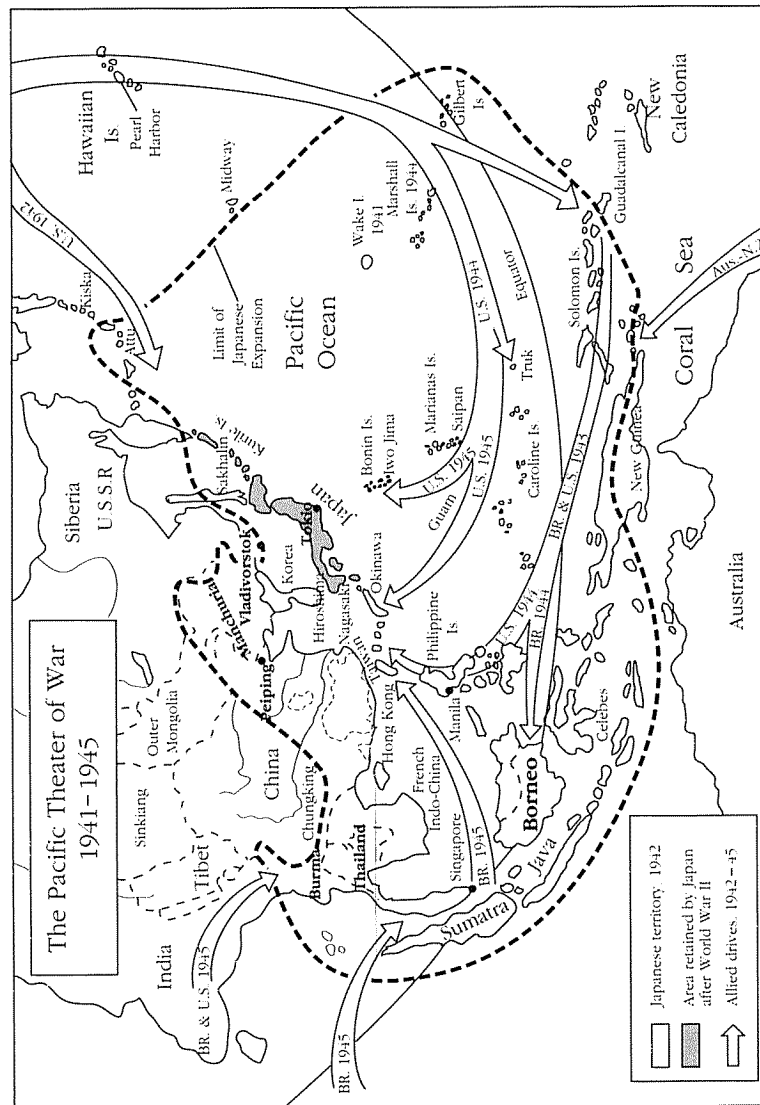 The Pacific Theater of War
1941–1945
Siberia
U S S R
Outer
Mongolia
Sinkiang
Tibet
China
Chungking
Manchuria
Vladivorstok
Peiping
Korea
Sakhalin
Kurile Is.
Attu
Kiska
U.S. 1942
Hawaiian
Is.
Pearl
Harbor
Midway
Limit of
Japanese
Expansion
Pacific
Ocean
Wake I.
1941
Marshall
Is. 1944
Gilbert
Is
Japan
Tokio
Hiroshima
Nagasaki
Okinawa
Taiwan
Hong Kong
Bonin Is.
Iwo Jima
U.S. 1945
Marianas Is.
Saipan
Guam
U.S. 1945
U.S. 1944
Equator
Truk
Caroline Is.
Philippine
Is.
Manila
India
BR. & U.S. 1945
Burma
Thailand
French
Indo-China
Singapore
BR. 1945
BR. 1945
Sumatra
Java
Borneo
Celebes
U.S. 1944
BR. 1944
BR. & U.S. 1943
New Guinea
Solomon Is.
Guadalcanal I.
New
Caledonia
Coral
Sea
Australia
Japanese territory 1942
Area retained by Japan
after World War II
Allied drives. 1942–45